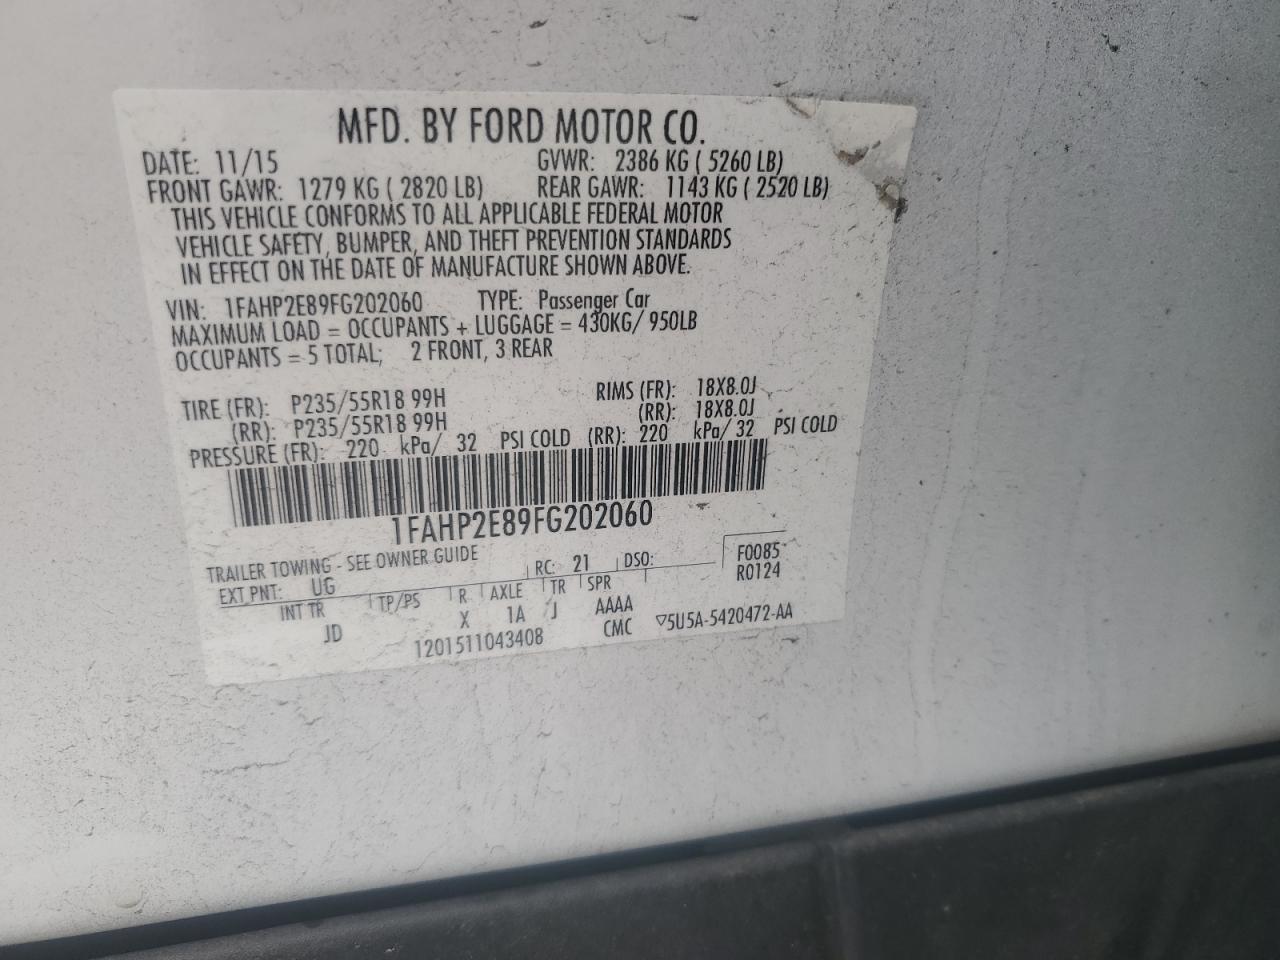 MFD. BY FORD MOTOR CO.
DATE: 11/15 GVWR: 2386 KG ( 5260 LB)
FRONT GAWR: 1279 KG ( 2820 LB) REAR GAWR: 1143 KG ( 2520 LB)
THIS VEHICLE CONFORMS TO ALL APPLICABLE FEDERAL MOTOR
VEHICLE SAFETY, BUMPER, AND THEFT PREVENTION STANDARDS
IN EFFECT ON THE DATE OF MANUFACTURE SHOWN ABOVE.
VIN: 1FAHP2E89FG202060 TYPE: Passenger Car
MAXIMUM LOAD = OCCUPANTS + LUGGAGE = 430KG/ 950LB
OCCUPANTS = 5 TOTAL; 2 FRONT, 3 REAR
TIRE (FR): P235/55R18 99H RIMS (FR): 18X8.0J
(RR): P235/55R18 99H (RR): 18X8.0J
PRESSURE (FR): 220 kPa/ 32 PSI COLD (RR): 220 kPa/ 32 PSI COLD
1FAHP2E89FG202060
TRAILER TOWING - SEE OWNER GUIDE F0085
EXT PNT: UG RC: 21 DSO: R0124
INT TR TP/PS R AXLE TR SPR
JD X 1A J AAAA
1201511043408 CMC ▽5U5A-5420472-AA